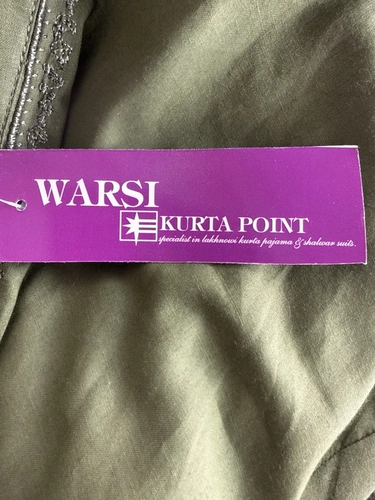 WARSI
KURTA POINT
specialist in lakhnowi kurta pajama & shalwar suits.